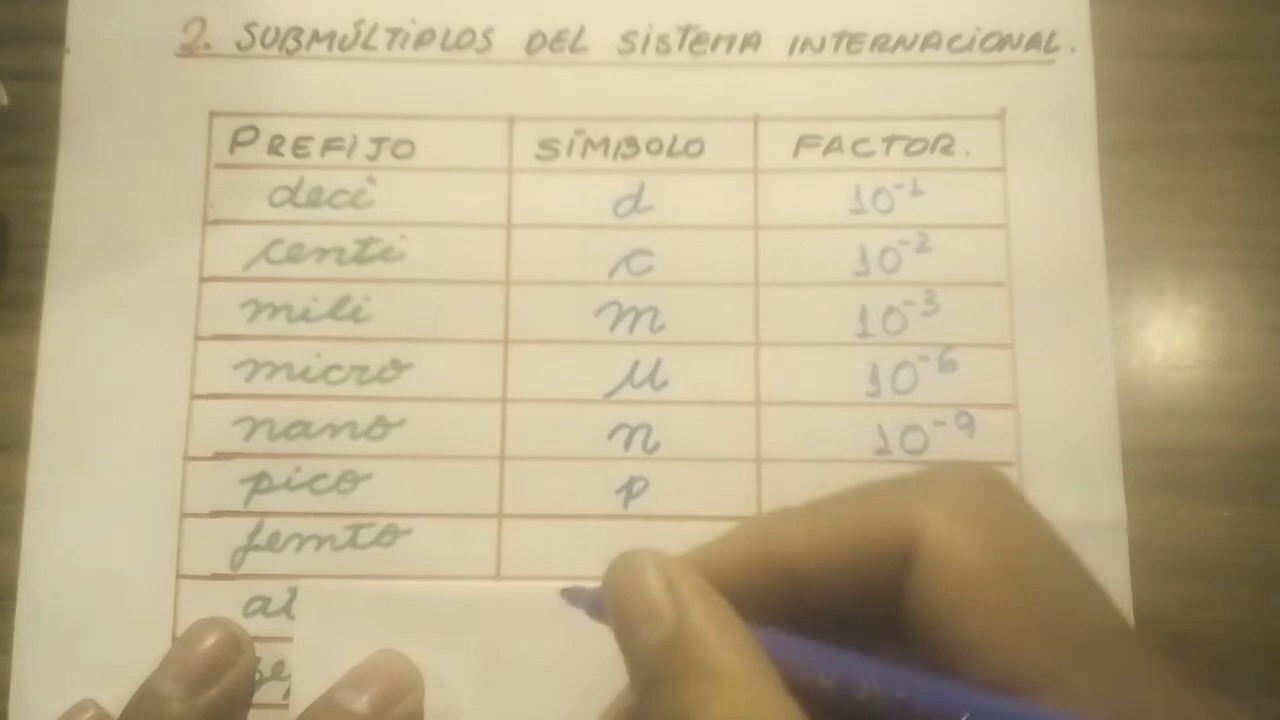 2. SUBMÚLTIPLOS DEL SISTEMA INTERNACIONAL.
PREFIJO SÍMBOLO FACTOR.
deci d 10⁻¹
centi c 10⁻²
mili m 10⁻³
micro μ 10⁻⁶
nano n 10⁻⁹
pico p
femto